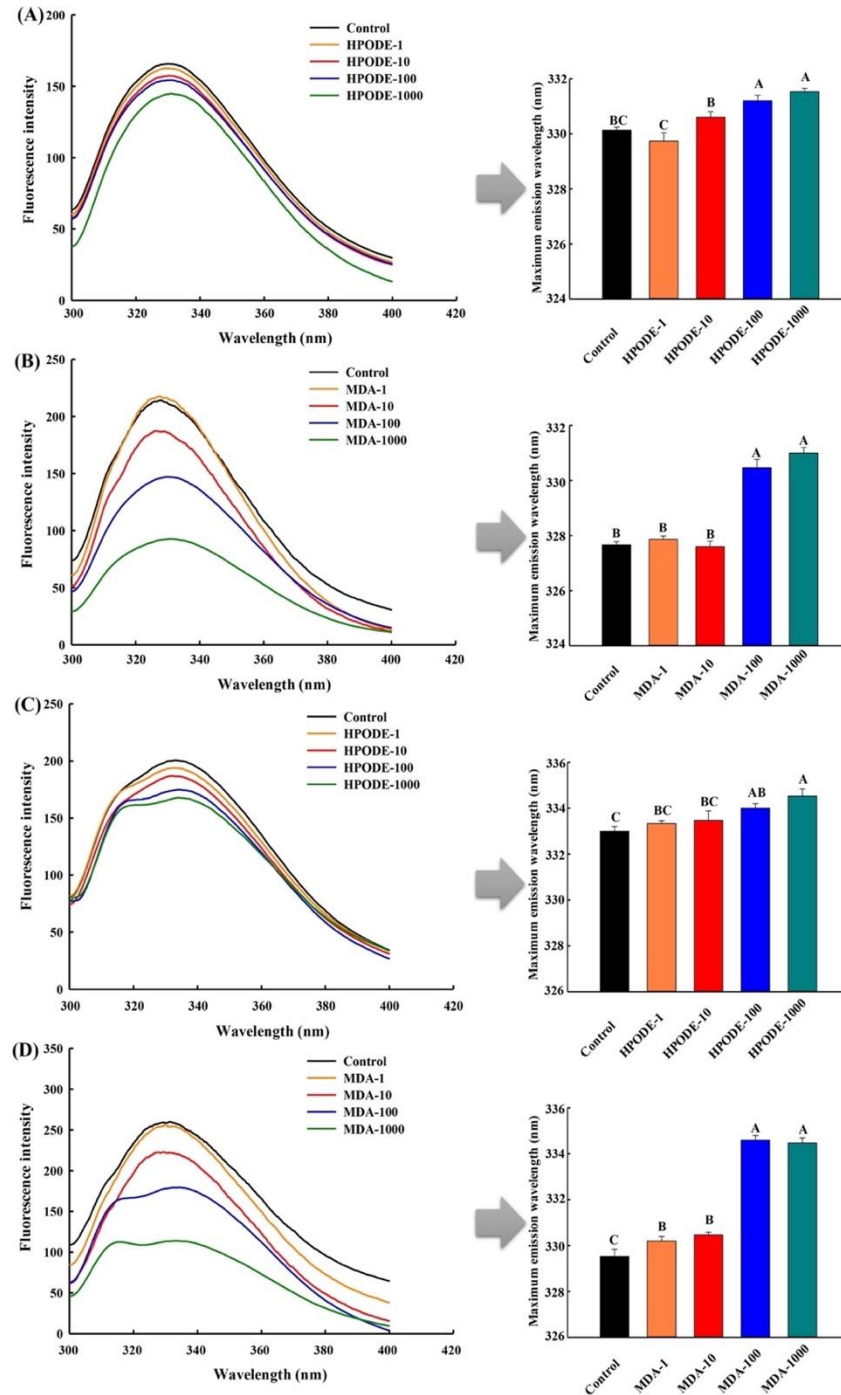 (A)
200
150
100
50
0
300 320 340 360 380 400 420
Fluorescence intensity
Wavelength (nm)
Control
HPODE-1
HPODE-10
HPODE-100
HPODE-1000
Maximum emission wavelength (nm)
332
330
328
326
324
BC C B A A
Control HPODE-1 HPODE-10 HPODE-100 HPODE-1000
(B)
250
200
150
100
50
0
300 320 340 360 380 400 420
Fluorescence intensity
Wavelength (nm)
Control
MDA-1
MDA-10
MDA-100
MDA-1000
Maximum emission wavelength (nm)
332
330
328
326
324
B B B A A
Control MDA-1 MDA-10 MDA-100 MDA-1000
(C)
250
200
150
100
50
0
300 320 340 360 380 400 420
Fluorescence intensity
Wavelength (nm)
Control
HPODE-1
HPODE-10
HPODE-100
HPODE-1000
Maximum emission wavelength (nm)
336
334
332
330
328
326
C BC BC AB A
Control HPODE-1 HPODE-10 HPODE-100 HPODE-1000
(D)
350
300
250
200
150
100
50
0
300 320 340 360 380 400 420
Fluorescence intensity
Wavelength (nm)
Control
MDA-1
MDA-10
MDA-100
MDA-1000
Maximum emission wavelength (nm)
336
334
332
330
328
326
C B B A A
Control MDA-1 MDA-10 MDA-100 MDA-1000